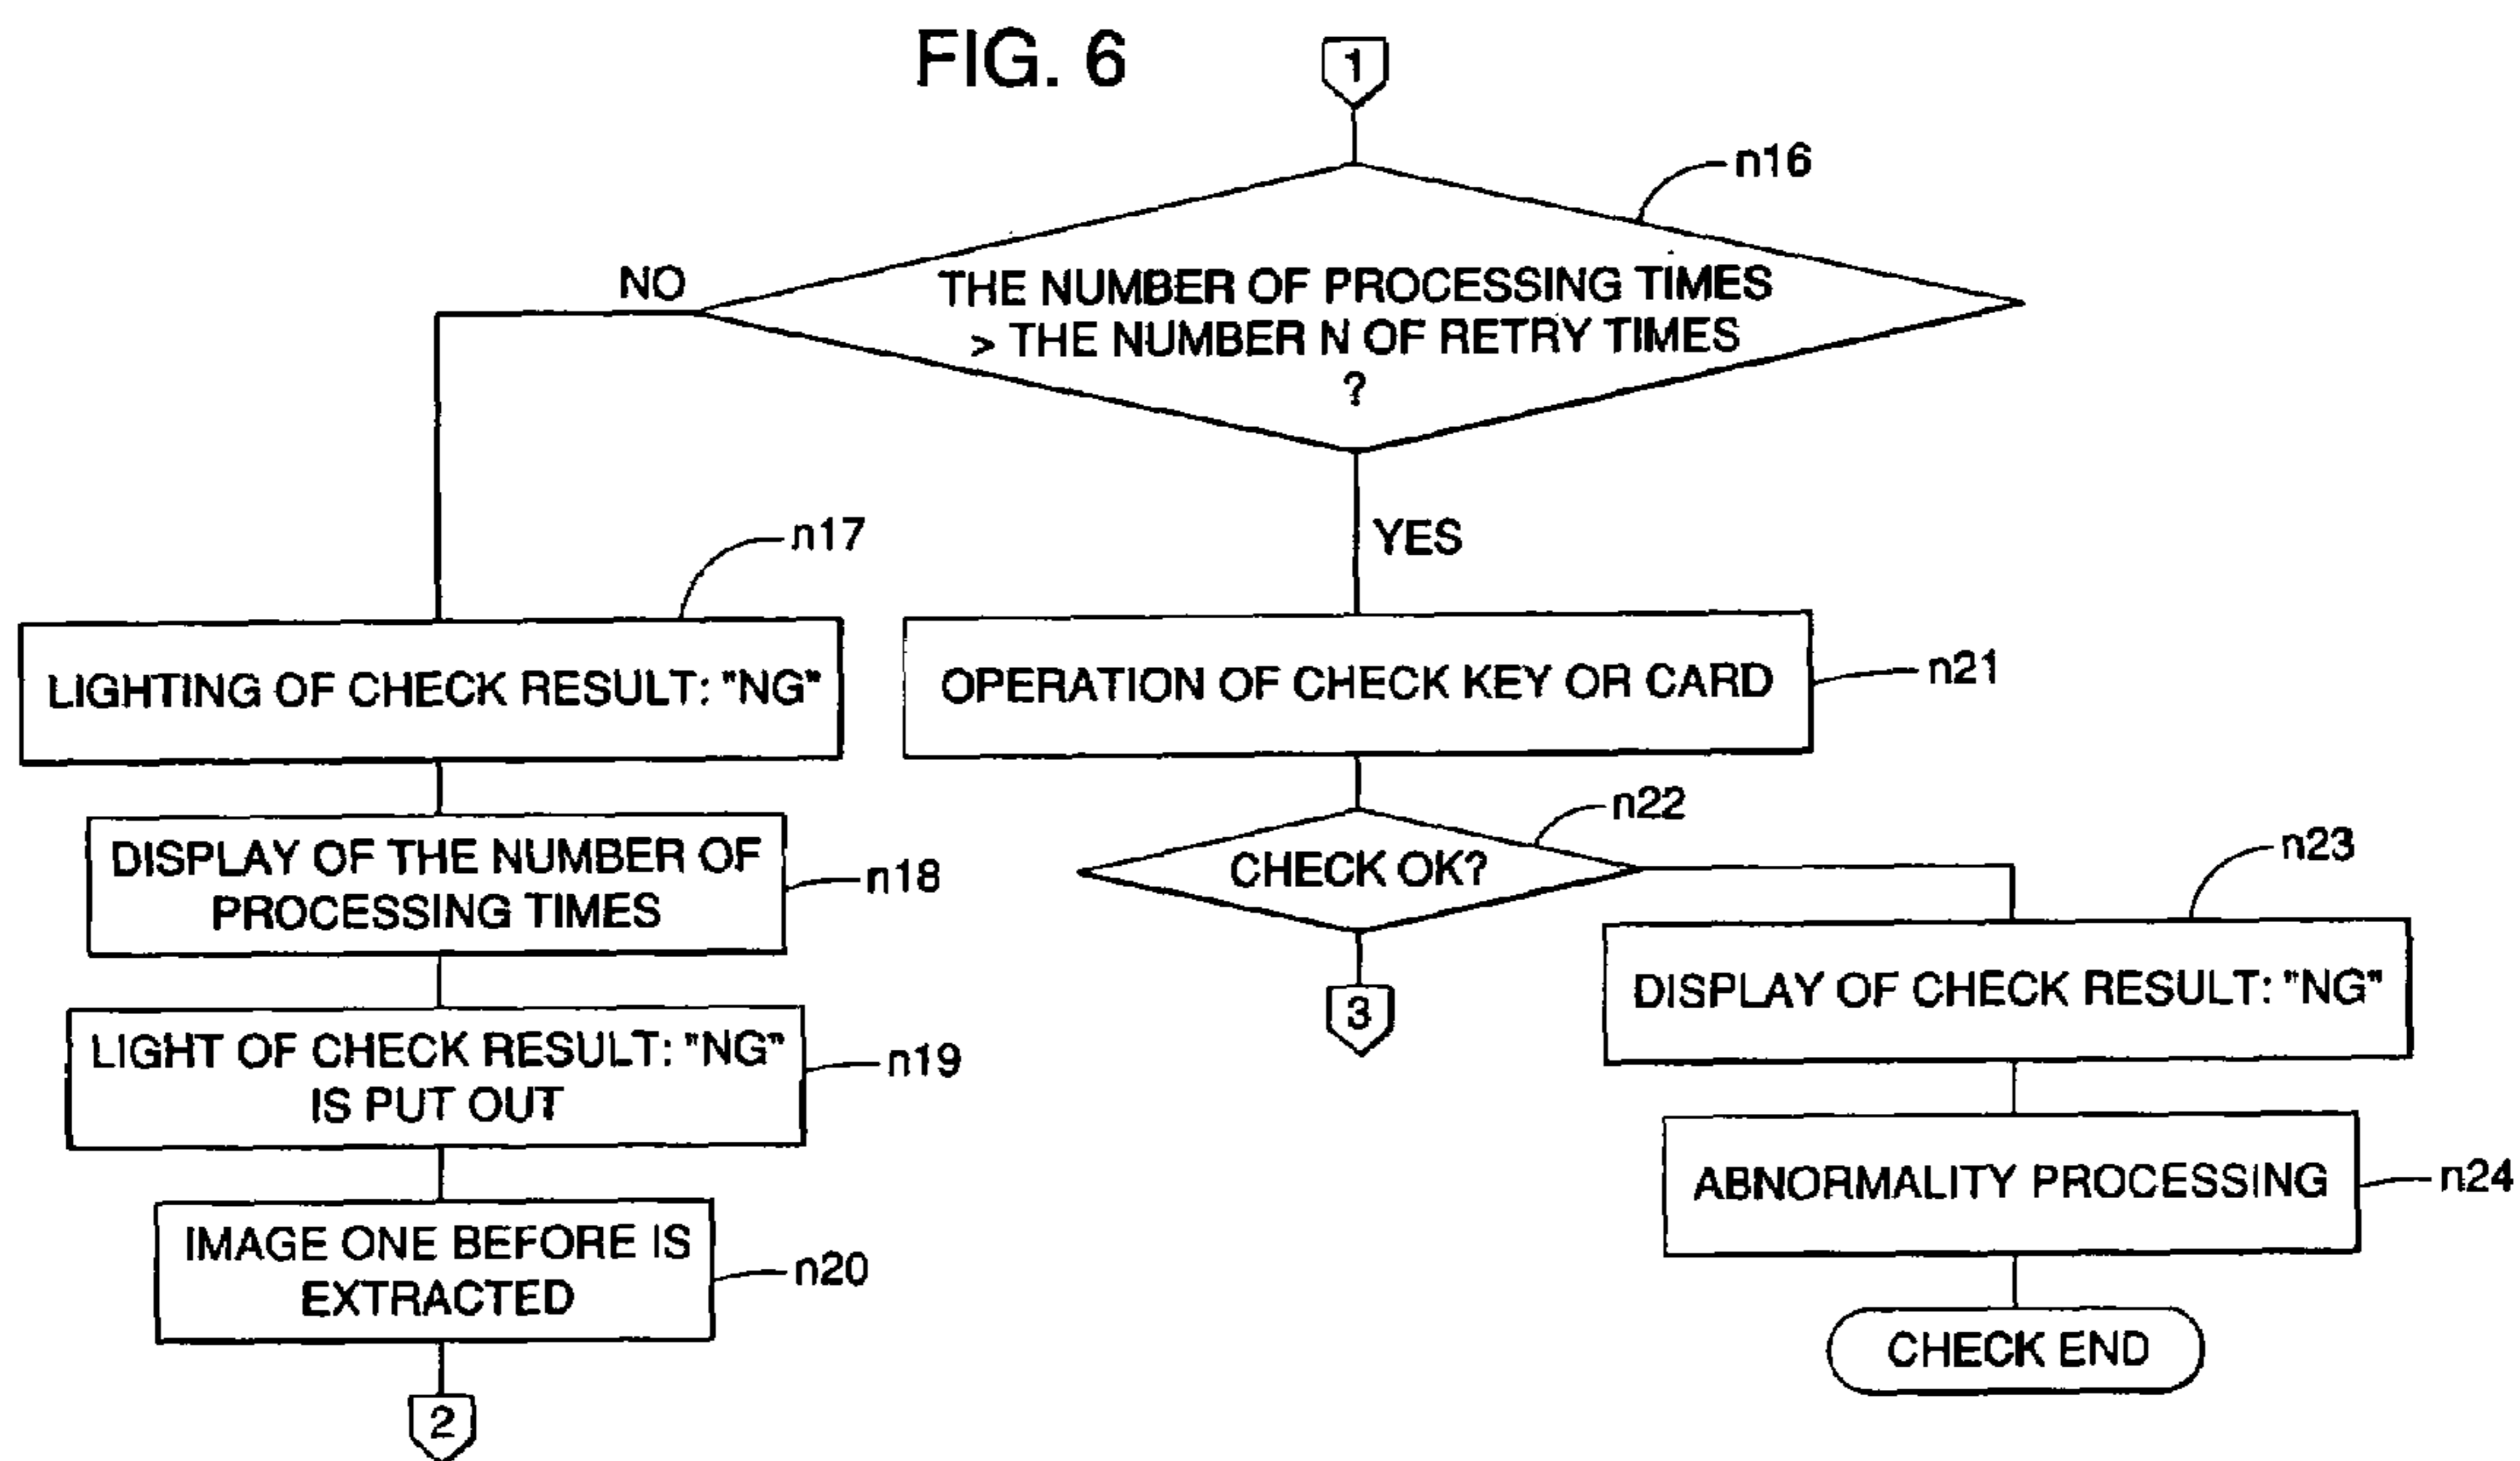 FIG. 6
1
n16
NO
THE NUMBER OF PROCESSING TIMES
> THE NUMBER N OF RETRY TIMES
?
YES
n17
LIGHTING OF CHECK RESULT: "NG"
OPERATION OF CHECK KEY OR CARD
n21
DISPLAY OF THE NUMBER OF
PROCESSING TIMES
n18
CHECK OK?
n22
n23
3
DISPLAY OF CHECK RESULT: "NG"
LIGHT OF CHECK RESULT: "NG"
IS PUT OUT
n19
ABNORMALITY PROCESSING
n24
IMAGE ONE BEFORE IS
EXTRACTED
n20
CHECK END
2